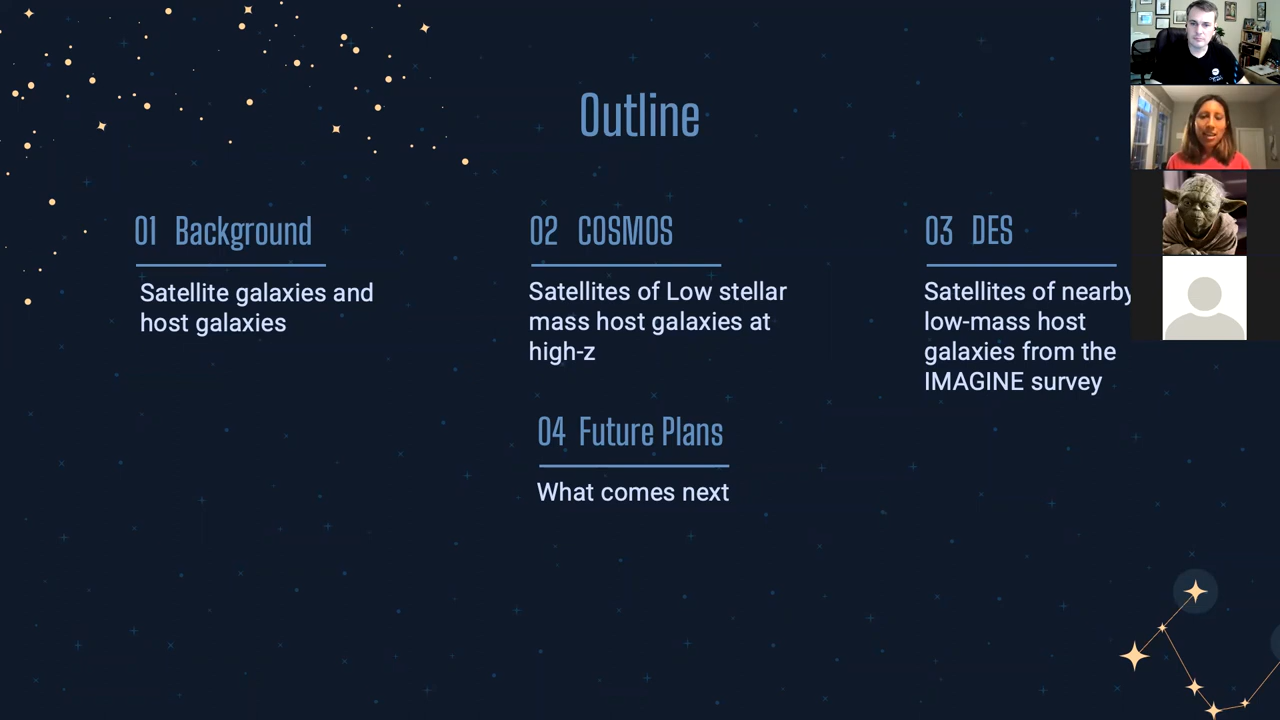 Outline
01 Background
Satellite galaxies and
host galaxies
02 COSMOS
Satellites of Low stellar
mass host galaxies at
high-z
03 DES
Satellites of nearby
low-mass host
galaxies from the
IMAGINE survey
04 Future Plans
What comes next